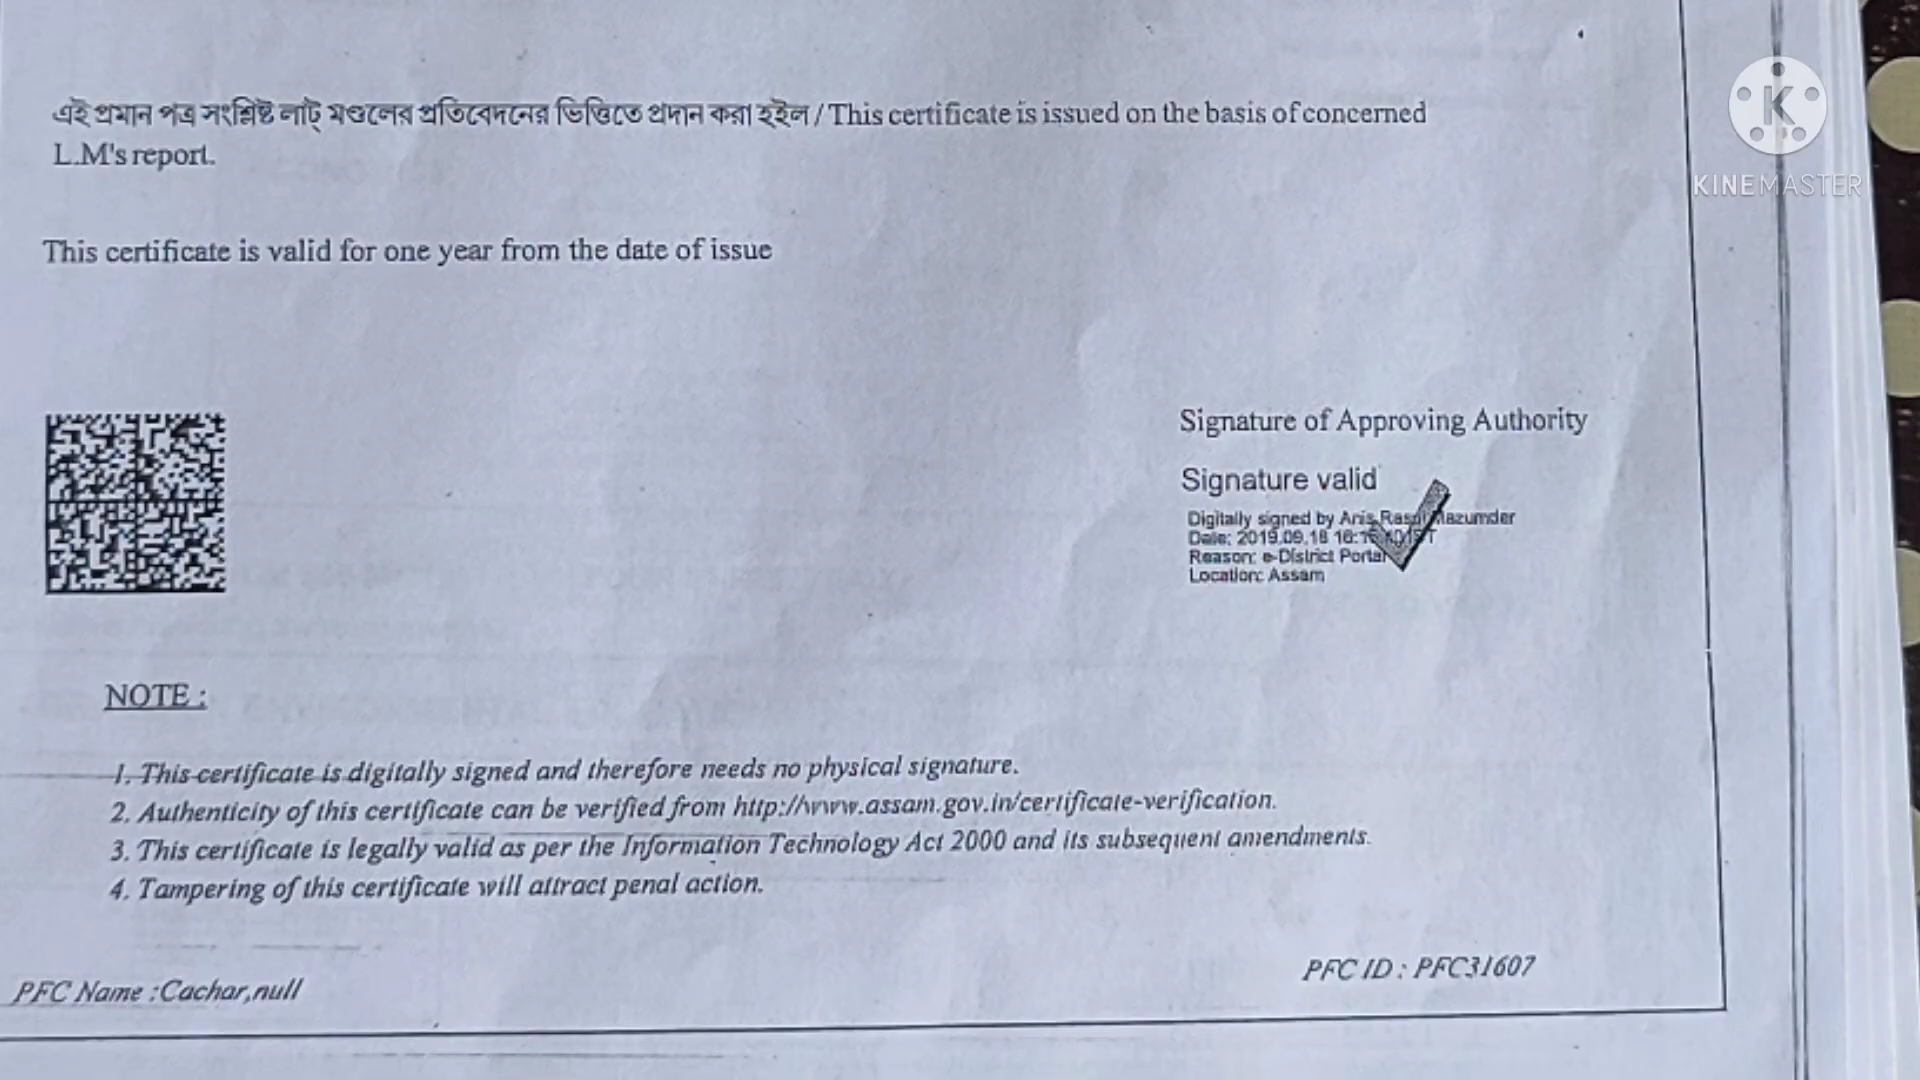 এই প্রমান পত্র সংশ্লিষ্ট লাট্ মণ্ডলের প্রতিবেদনের ভিত্তিতে প্রদান করা হইল / This certificate is issued on the basis of concerned
L.M's report.
This certificate is valid for one year from the date of issue
Signature of Approving Authority
Signature valid
Digitally signed by Anis Mazumder
Date: 2019.09.18
Reason: e-District Portal
Location: Assam
NOTE :
1. This certificate is digitally signed and therefore needs no physical signature.
2. Authenticity of this certificate can be verified from http://www.assam.gov.in/certificate-verification.
3. This certificate is legally valid as per the Information Technology Act 2000 and its subsequent amendments.
4. Tampering of this certificate will attract penal action.
PFC Name :Cachar,null
PFC ID : PFC31607
K
KINEMASTER